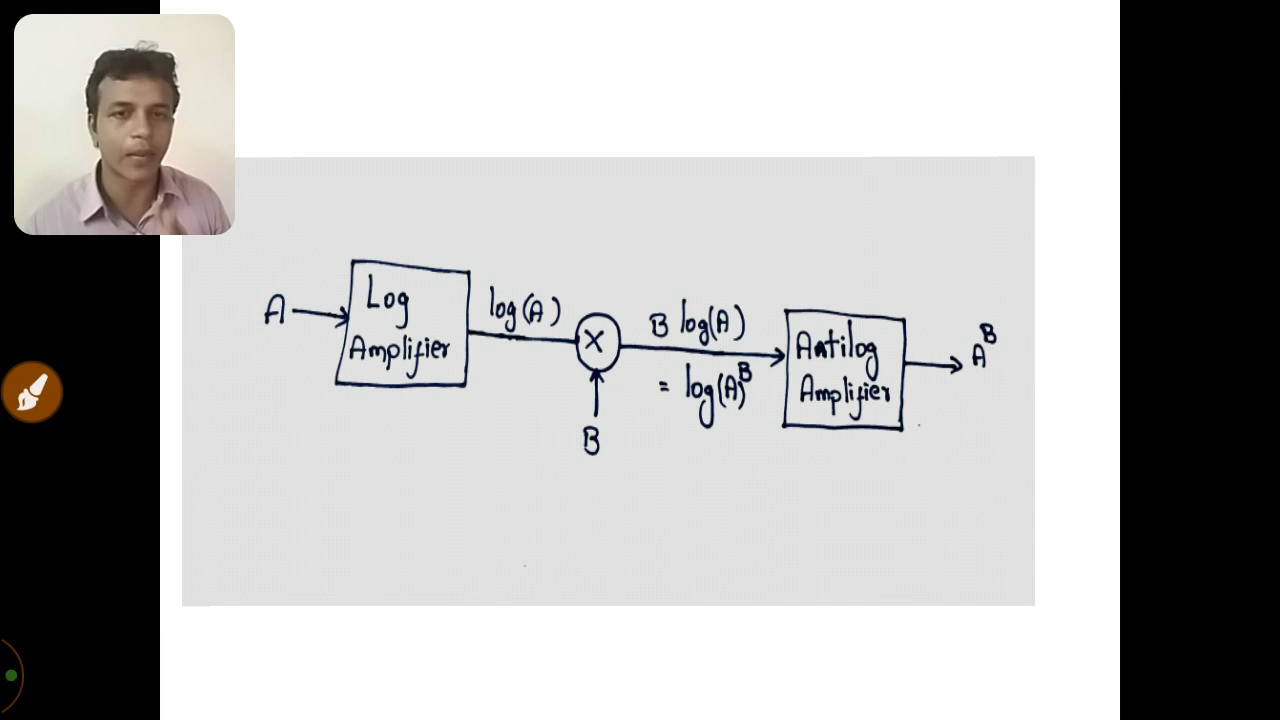 A
Log
Amplifier
log(A)
X
B
B log(A)
= log(A)^B
Antilog
Amplifier
A^B